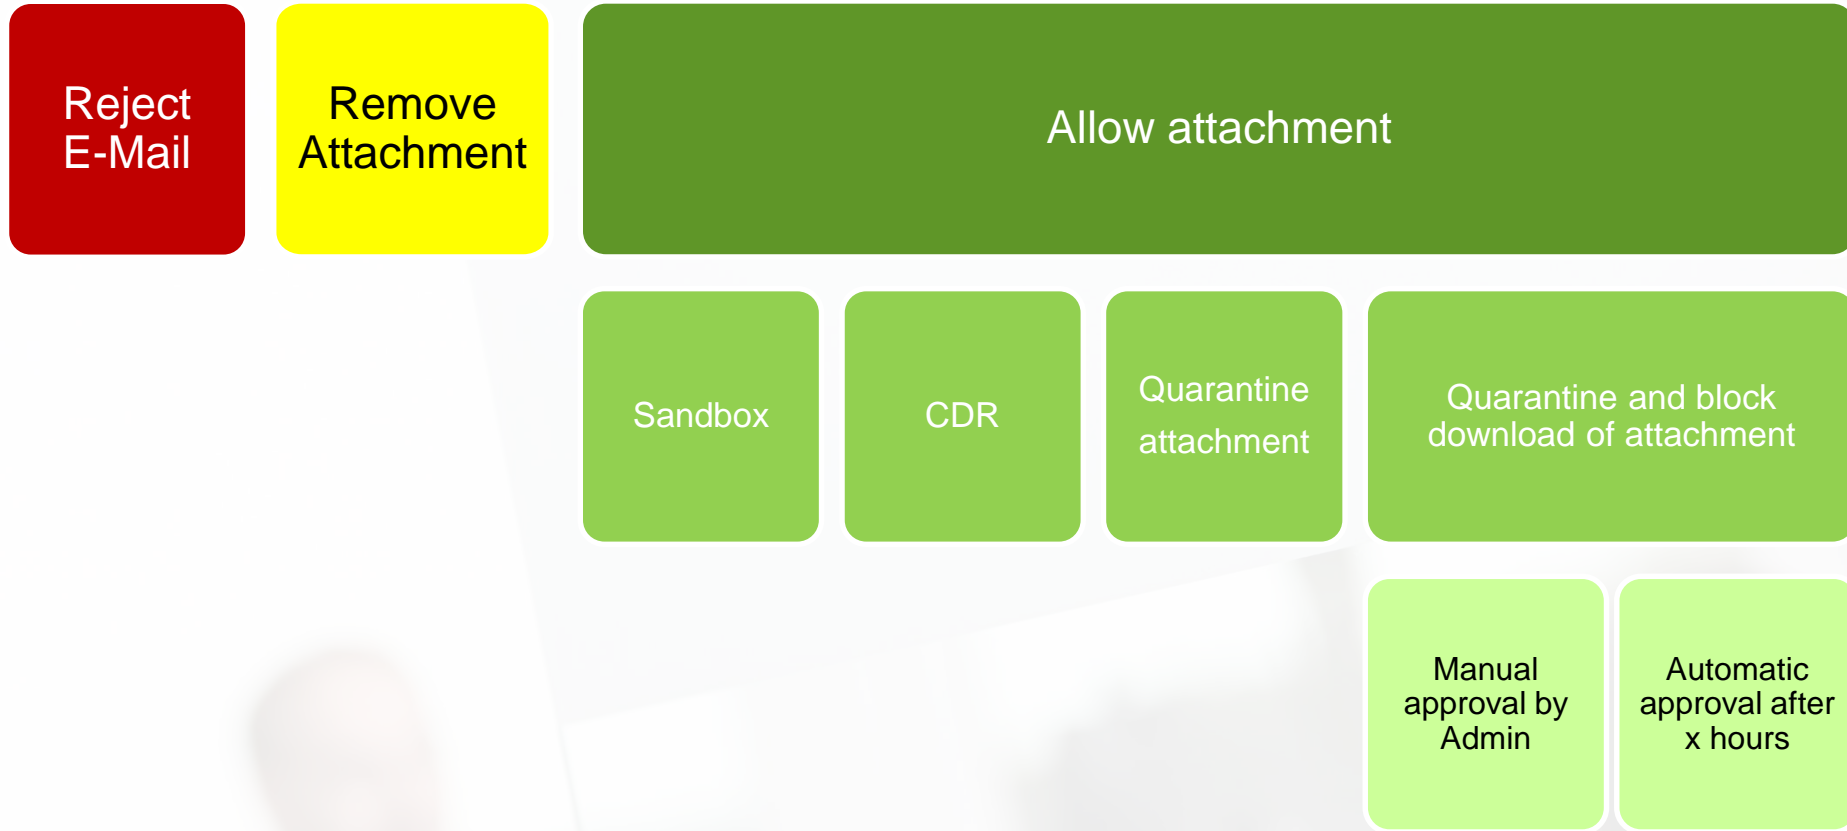 Reject
E-Mail
Remove
Attachment
Allow attachment
Sandbox
CDR
Quarantine
attachment
Quarantine and block
download of attachment
Manual
approval by
Admin
Automatic
approval after
x hours